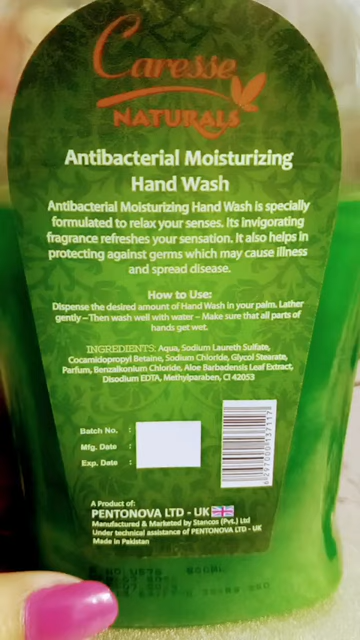 Caresse
NATURALS
Antibacterial Moisturizing
Hand Wash
Antibacterial Moisturizing Hand Wash is specially
formulated to relax your senses. Its invigorating
fragrance refreshes your sensation. It also helps in
protecting against germs which may cause illness
and spread disease.
How to Use:
Dispense the desired amount of Hand Wash in your palm. Lather
gently – Then wash well with water – Make sure that all parts of
hands get wet.
INGREDIENTS: Aqua, Sodium Laureth Sulfate,
Cocamidopropyl Betaine, Sodium Chloride, Glycol Stearate,
Parfum, Benzalkonium Chloride, Aloe Barbadensis Leaf Extract,
Disodium EDTA, Methylparaben, CI 42053
Batch No. :
Mfg. Date :
Exp. Date :
A Product of:
PENTONOVA LTD - UK
Manufactured & Marketed by Stancos (Pvt.) Ltd
Under technical assistance of PENTONOVA LTD - UK
Made in Pakistan